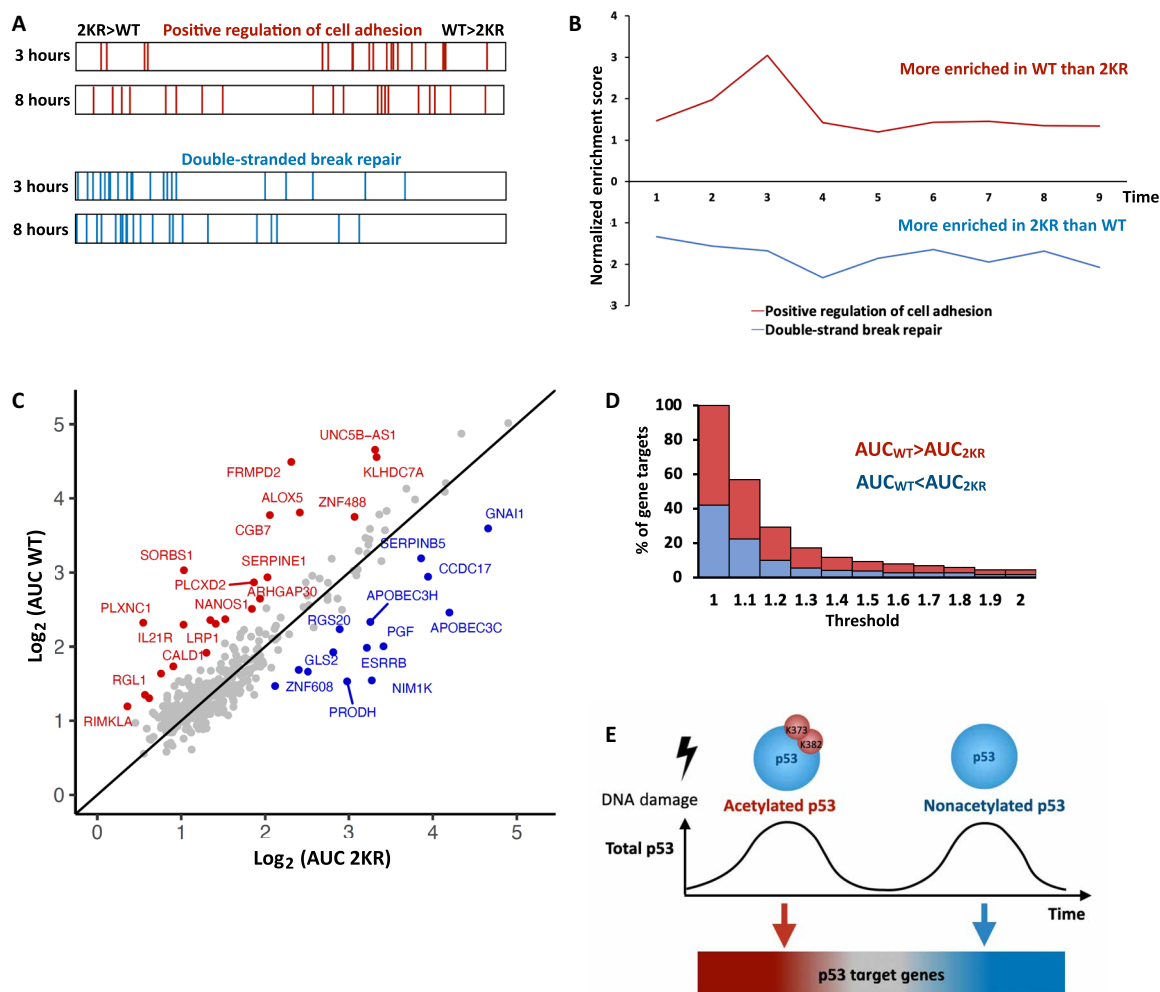 A
2KR>WT Positive regulation of cell adhesion WT>2KR
3 hours
8 hours
Double-stranded break repair
3 hours
8 hours
B
Normalized enrichment score
4
3
2
1
0
-1
-2
-3
1 2 3 4 5 6 7 8 9 Time
More enriched in WT than 2KR
More enriched in 2KR than WT
Positive regulation of cell adhesion
Double-strand break repair
C
Log2 (AUC WT)
5
4
3
2
1
0
UNC5B-AS1
FRMPD2
KLHDC7A
ALOX5
ZNF488
CGB7
GNAI1
SERPINB5
SORBS1
SERPINE1
CCDC17
PLCXD2
ARHGAP30
APOBEC3H
PLXNC1
NANOS1
RGS20
APOBEC3C
IL21R
LRP1
PGF
CALD1
GLS2
ESRRB
RGL1
ZNF608
NIM1K
RIMKLA
PRODH
0 1 2 3 4 5
Log2 (AUC 2KR)
D
% of gene targets
100
80
60
40
20
0
AUCWT>AUC2KR
AUCWT<AUC2KR
1 1.1 1.2 1.3 1.4 1.5 1.6 1.7 1.8 1.9 2
Threshold
E
K373
K382
p53
p53
DNA damage
Acetylated p53
Nonacetylated p53
Total p53
Time
p53 target genes